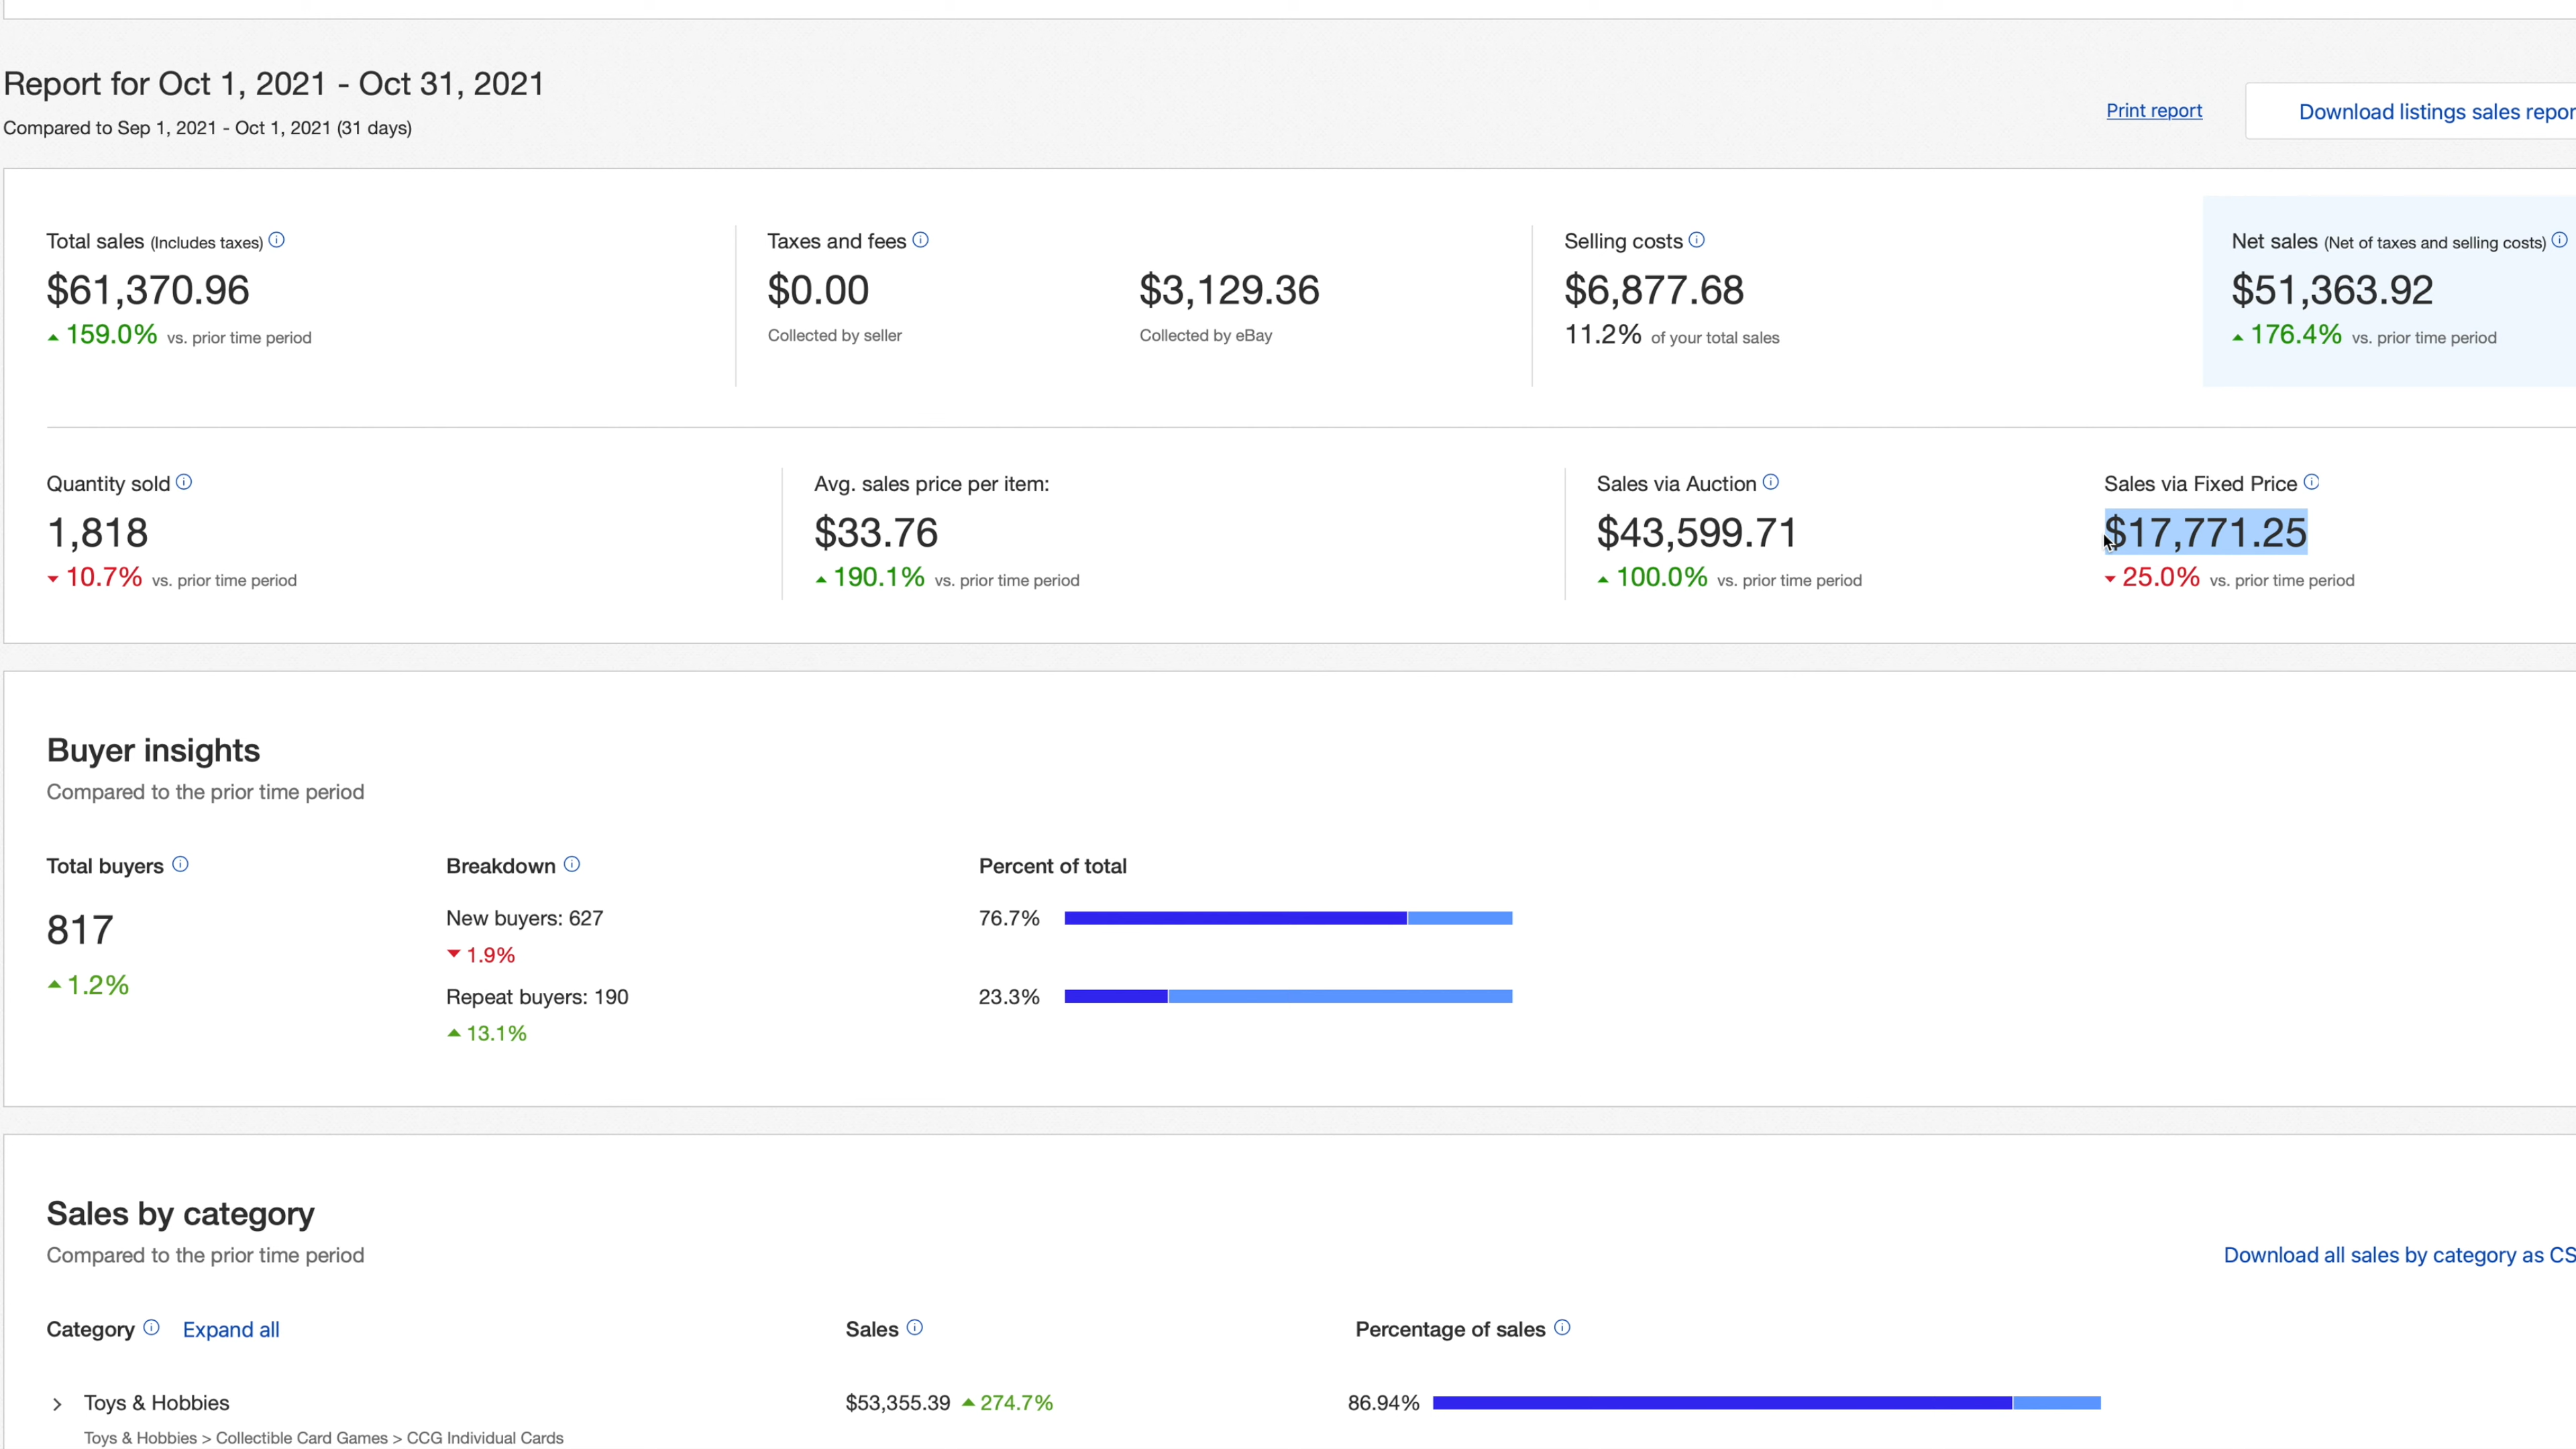 Report for Oct 1, 2021 - Oct 31, 2021
Compared to Sep 1, 2021 - Oct 1, 2021 (31 days)
Print report
Download listings sales repor
Total sales (Includes taxes)
$61,370.96
159.0% vs. prior time period
Taxes and fees
$0.00
Collected by seller
$3,129.36
Collected by eBay
Selling costs
$6,877.68
11.2% of your total sales
Net sales (Net of taxes and selling costs)
$51,363.92
176.4% vs. prior time period
Quantity sold
1,818
10.7% vs. prior time period
Avg. sales price per item:
$33.76
190.1% vs. prior time period
Sales via Auction
$43,599.71
100.0% vs. prior time period
Sales via Fixed Price
$17,771.25
25.0% vs. prior time period
Buyer insights
Compared to the prior time period
Total buyers
817
1.2%
Breakdown
New buyers: 627
1.9%
Repeat buyers: 190
13.1%
Percent of total
76.7%
23.3%
Sales by category
Compared to the prior time period
Download all sales by category as CS
Category
Expand all
Sales
Percentage of sales
Toys & Hobbies
$53,355.39 274.7%
86.94%
Toys & Hobbies > Collectible Card Games > CCG Individual Cards